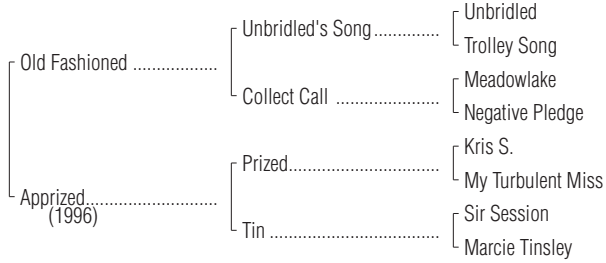 Unbridled
Unbridled's Song..............
Trolley Song
Old Fashioned ..................
Meadowlake
Collect Call ......................
Negative Pledge
Kris S.
Prized................................
My Turbulent Miss
Apprized............................
(1996)
Sir Session
Tin ....................................
Marcie Tinsley